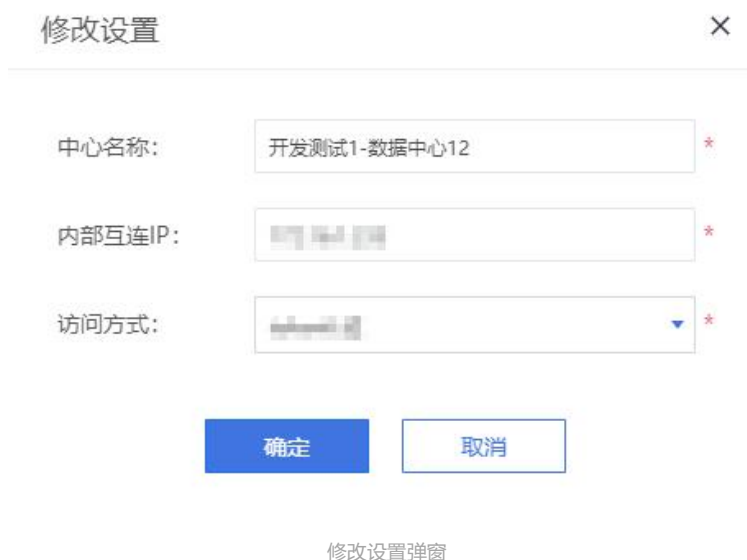 修改设置
中心名称： 开发测试1-数据中心12 *
内部互连IP： *
访问方式： *
确定 取消
修改设置弹窗